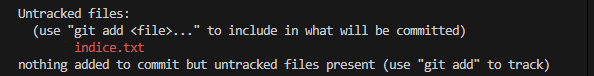 Untracked files:
  (use "git add <file>..." to include in what will be committed)
        indice.txt
nothing added to commit but untracked files present (use "git add" to track)